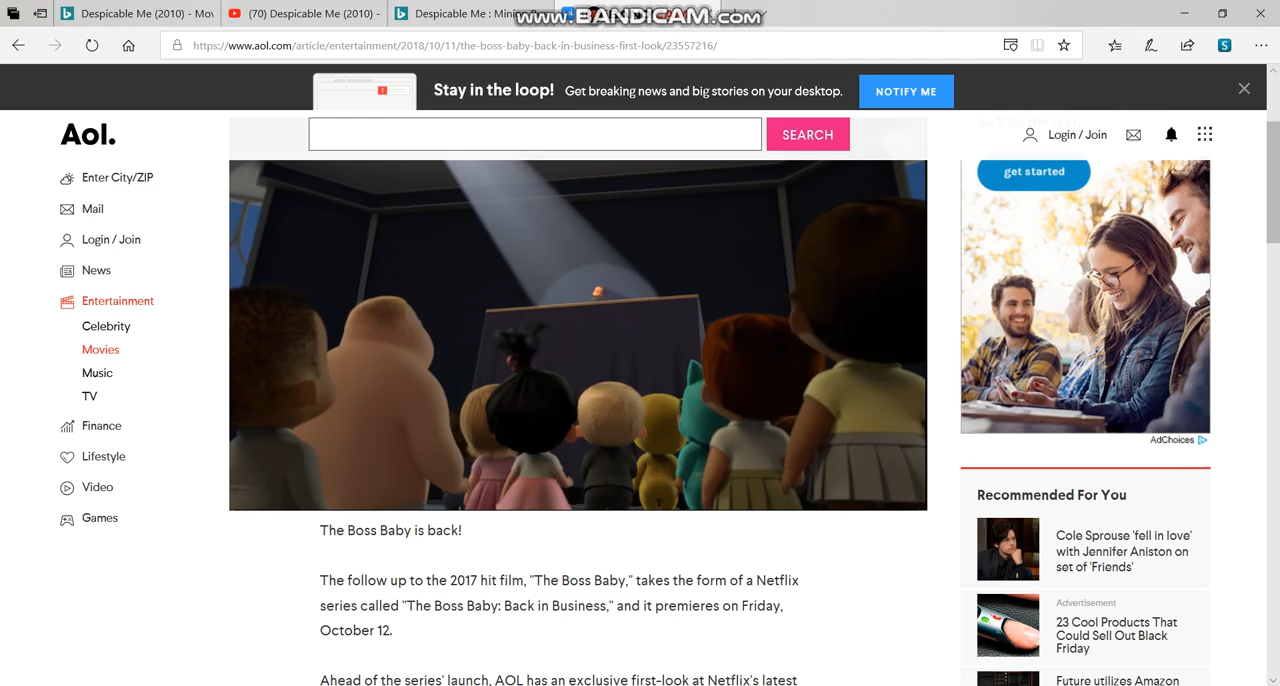 Despicable Me (2010) - Mov
(70) Despicable Me (2010) -
Despicable Me : Mini
www.BANDICAM.com
https://www.aol.com/article/entertainment/2018/10/11/the-boss-baby-back-in-business-first-look/23557216/
Stay in the loop! Get breaking news and big stories on your desktop.
NOTIFY ME
Aol.
SEARCH
Login / Join
Enter City/ZIP
Mail
Login / Join
News
Entertainment
Celebrity
Movies
Music
TV
Finance
Lifestyle
Video
Games
get started
AdChoices
The Boss Baby is back!
The follow up to the 2017 hit film, "The Boss Baby," takes the form of a Netflix
series called "The Boss Baby: Back in Business," and it premieres on Friday,
October 12.
Ahead of the series' launch, AOL has an exclusive first-look at Netflix's latest
Recommended For You
Cole Sprouse 'fell in love'
with Jennifer Aniston on
set of 'Friends'
Advertisement
23 Cool Products That
Could Sell Out Black
Friday
Future utilizes Amazon